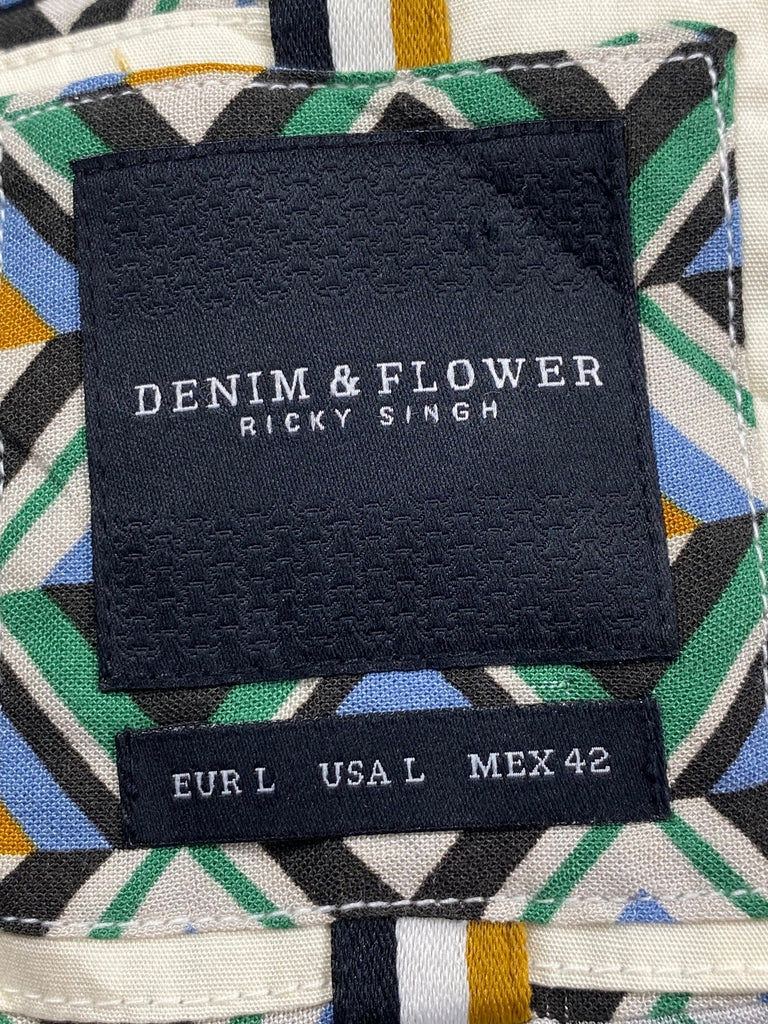 DENIM & FLOWER
RICKY SINGH
EUR L USA L MEX 42